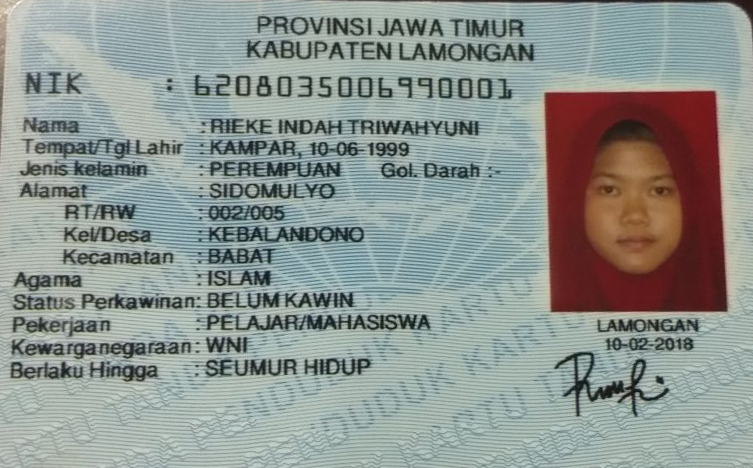 PROVINSI JAWA TIMUR
KABUPATEN LAMONGAN
NIK : 6208035006990001
Nama : RIEKE INDAH TRIWAHYUNI
Tempat/Tgl Lahir : KAMPAR, 10-06-1999
Jenis kelamin : PEREMPUAN Gol. Darah :-
Alamat : SIDOMULYO
RT/RW : 002/005
Kel/Desa : KEBALANDONO
Kecamatan : BABAT
Agama : ISLAM
Status Perkawinan: BELUM KAWIN
Pekerjaan : PELAJAR/MAHASISWA
Kewarganegaraan: WNI
Berlaku Hingga : SEUMUR HIDUP
LAMONGAN
10-02-2018